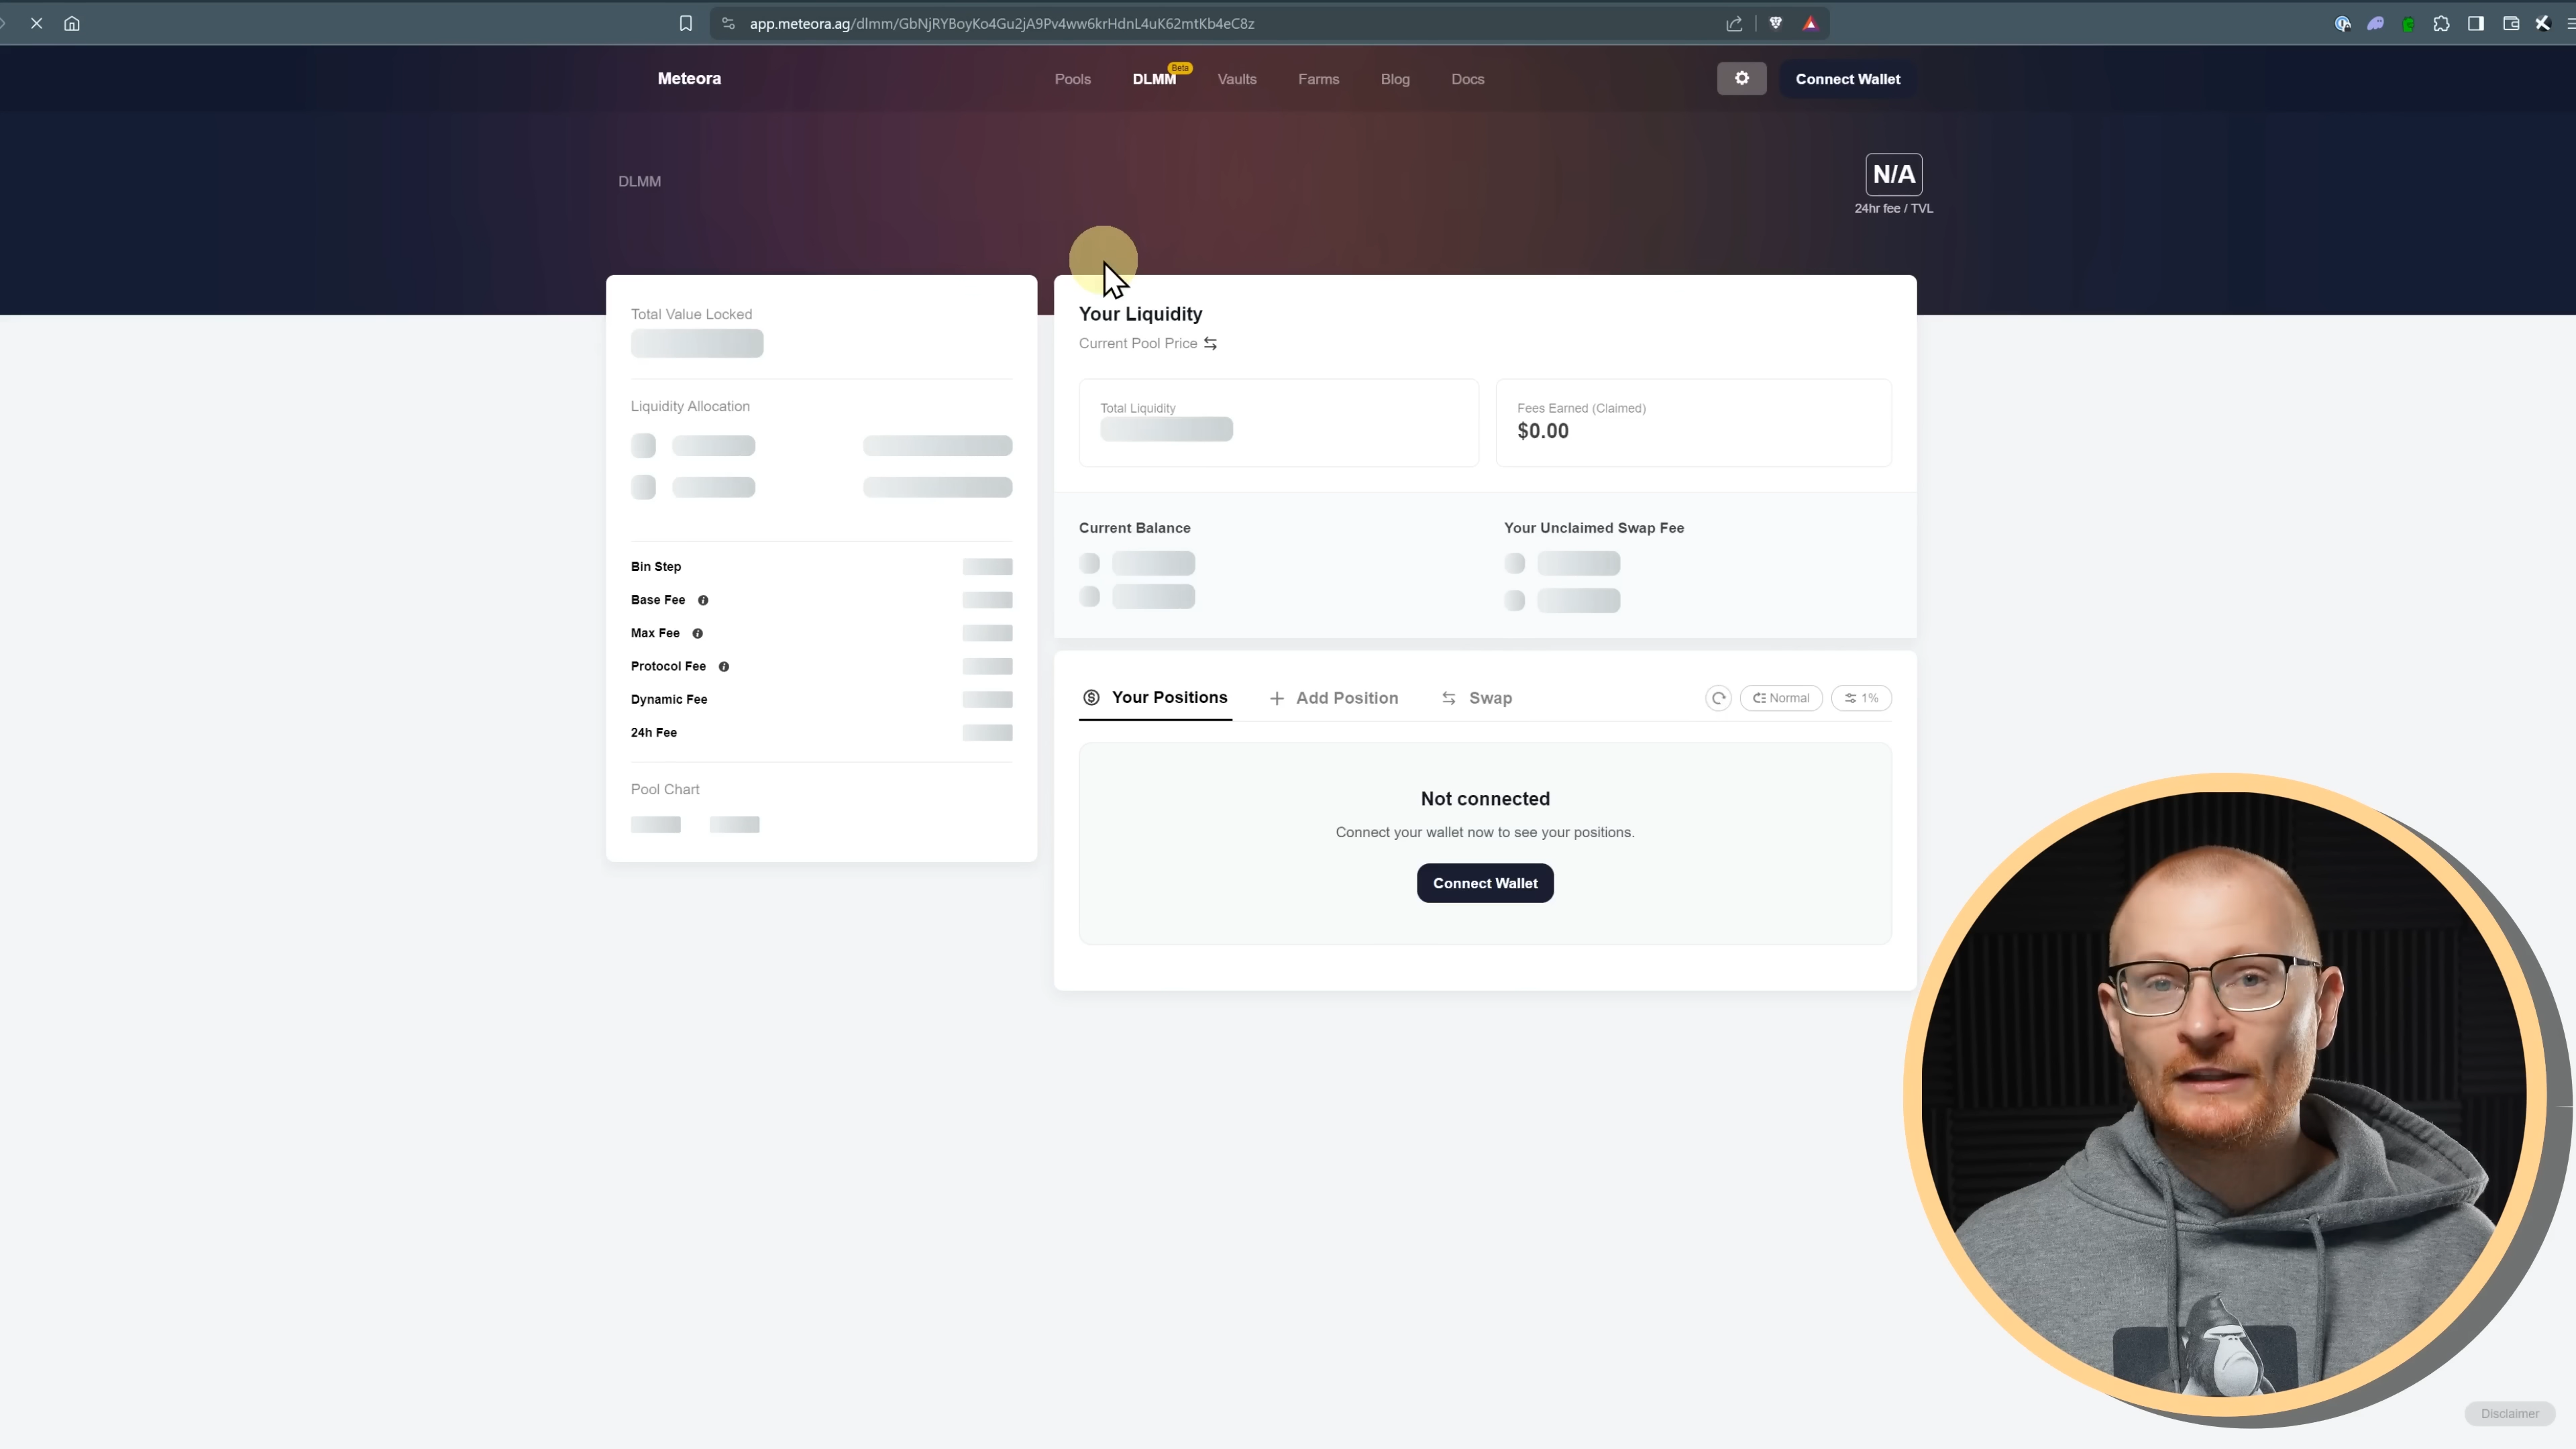 app.meteora.ag/dlmm/GbNjRYBoyKo4Gu2jA9Pv4ww6krHdnL4uK62mtKb4eC8z
Meteora
Pools
DLMM
Beta
Vaults
Farms
Blog
Docs
Connect Wallet
DLMM
N/A
24hr fee / TVL
Total Value Locked
Liquidity Allocation
Bin Step
Base Fee
Max Fee
Protocol Fee
Dynamic Fee
24h Fee
Pool Chart
Your Liquidity
Current Pool Price
Total Liquidity
Fees Earned (Claimed)
$0.00
Current Balance
Your Unclaimed Swap Fee
Your Positions
Add Position
Swap
Normal
1%
Not connected
Connect your wallet now to see your positions.
Connect Wallet
Disclaimer